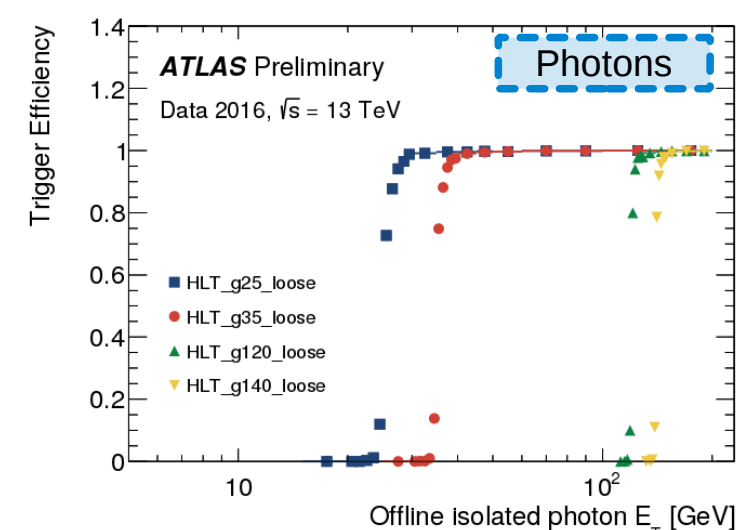 1.4
Photons
ATLAS Preliminary
1.2
Data 2016, √s = 13 TeV
1
Trigger Efficiency
0.8
0.6
HLT_g25_loose
HLT_g35_loose
0.4
HLT_g120_loose
HLT_g140_loose
0.2
0
10
10²
Offline isolated photon E_T [GeV]